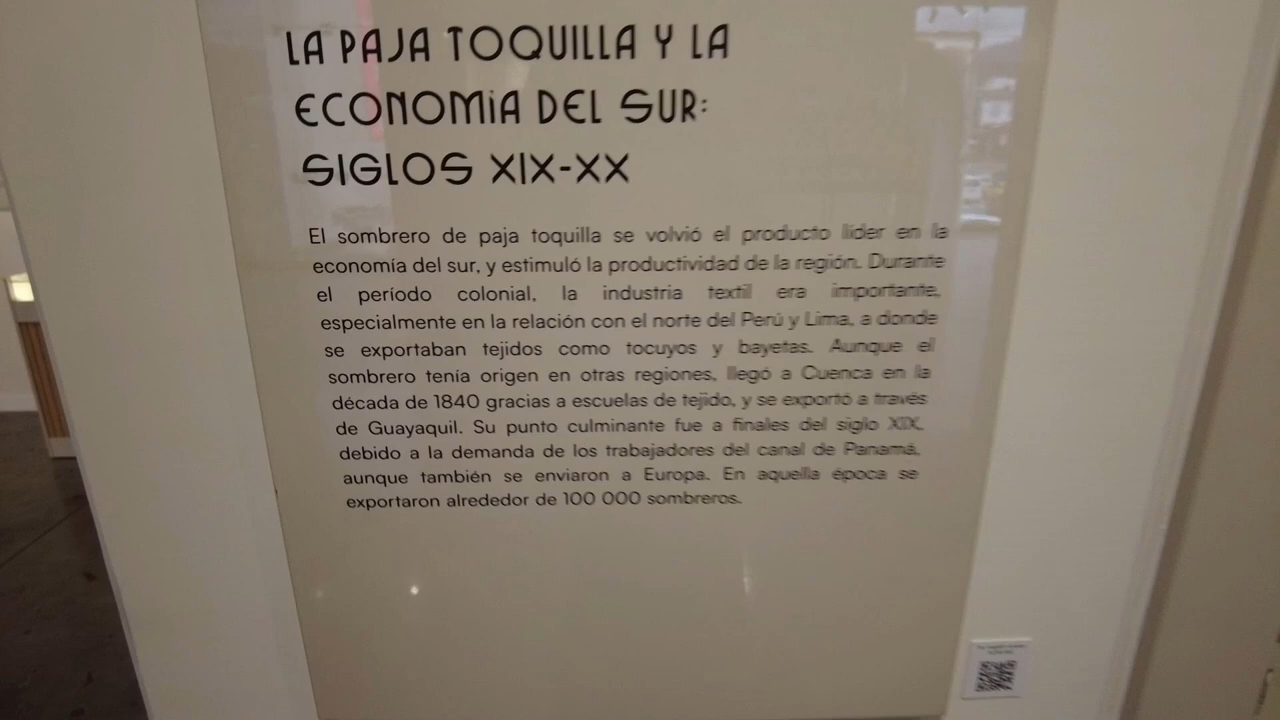 LA PAJA TOQUILLA Y LA
ECONOMíA DEL SUR:
SIGLOS XIX-XX
El sombrero de paja toquilla se volvió el producto líder en la
economía del sur, y estimuló la productividad de la región. Durante
el período colonial, la industria textil era importante,
especialmente en la relación con el norte del Perú y Lima, a donde
se exportaban tejidos como tocuyos y bayetas. Aunque el
sombrero tenía origen en otras regiones, llegó a Cuenca en la
década de 1840 gracias a escuelas de tejido, y se exportó a través
de Guayaquil. Su punto culminante fue a finales del siglo XIX,
debido a la demanda de los trabajadores del canal de Panamá,
aunque también se enviaron a Europa. En aquella época se
exportaron alrededor de 100 000 sombreros.